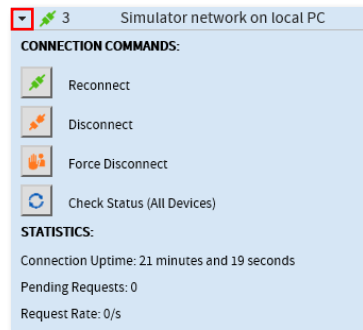 3 Simulator network on local PC
CONNECTION COMMANDS:
Reconnect
Disconnect
Force Disconnect
Check Status (All Devices)
STATISTICS:
Connection Uptime: 21 minutes and 19 seconds
Pending Requests: 0
Request Rate: 0/s